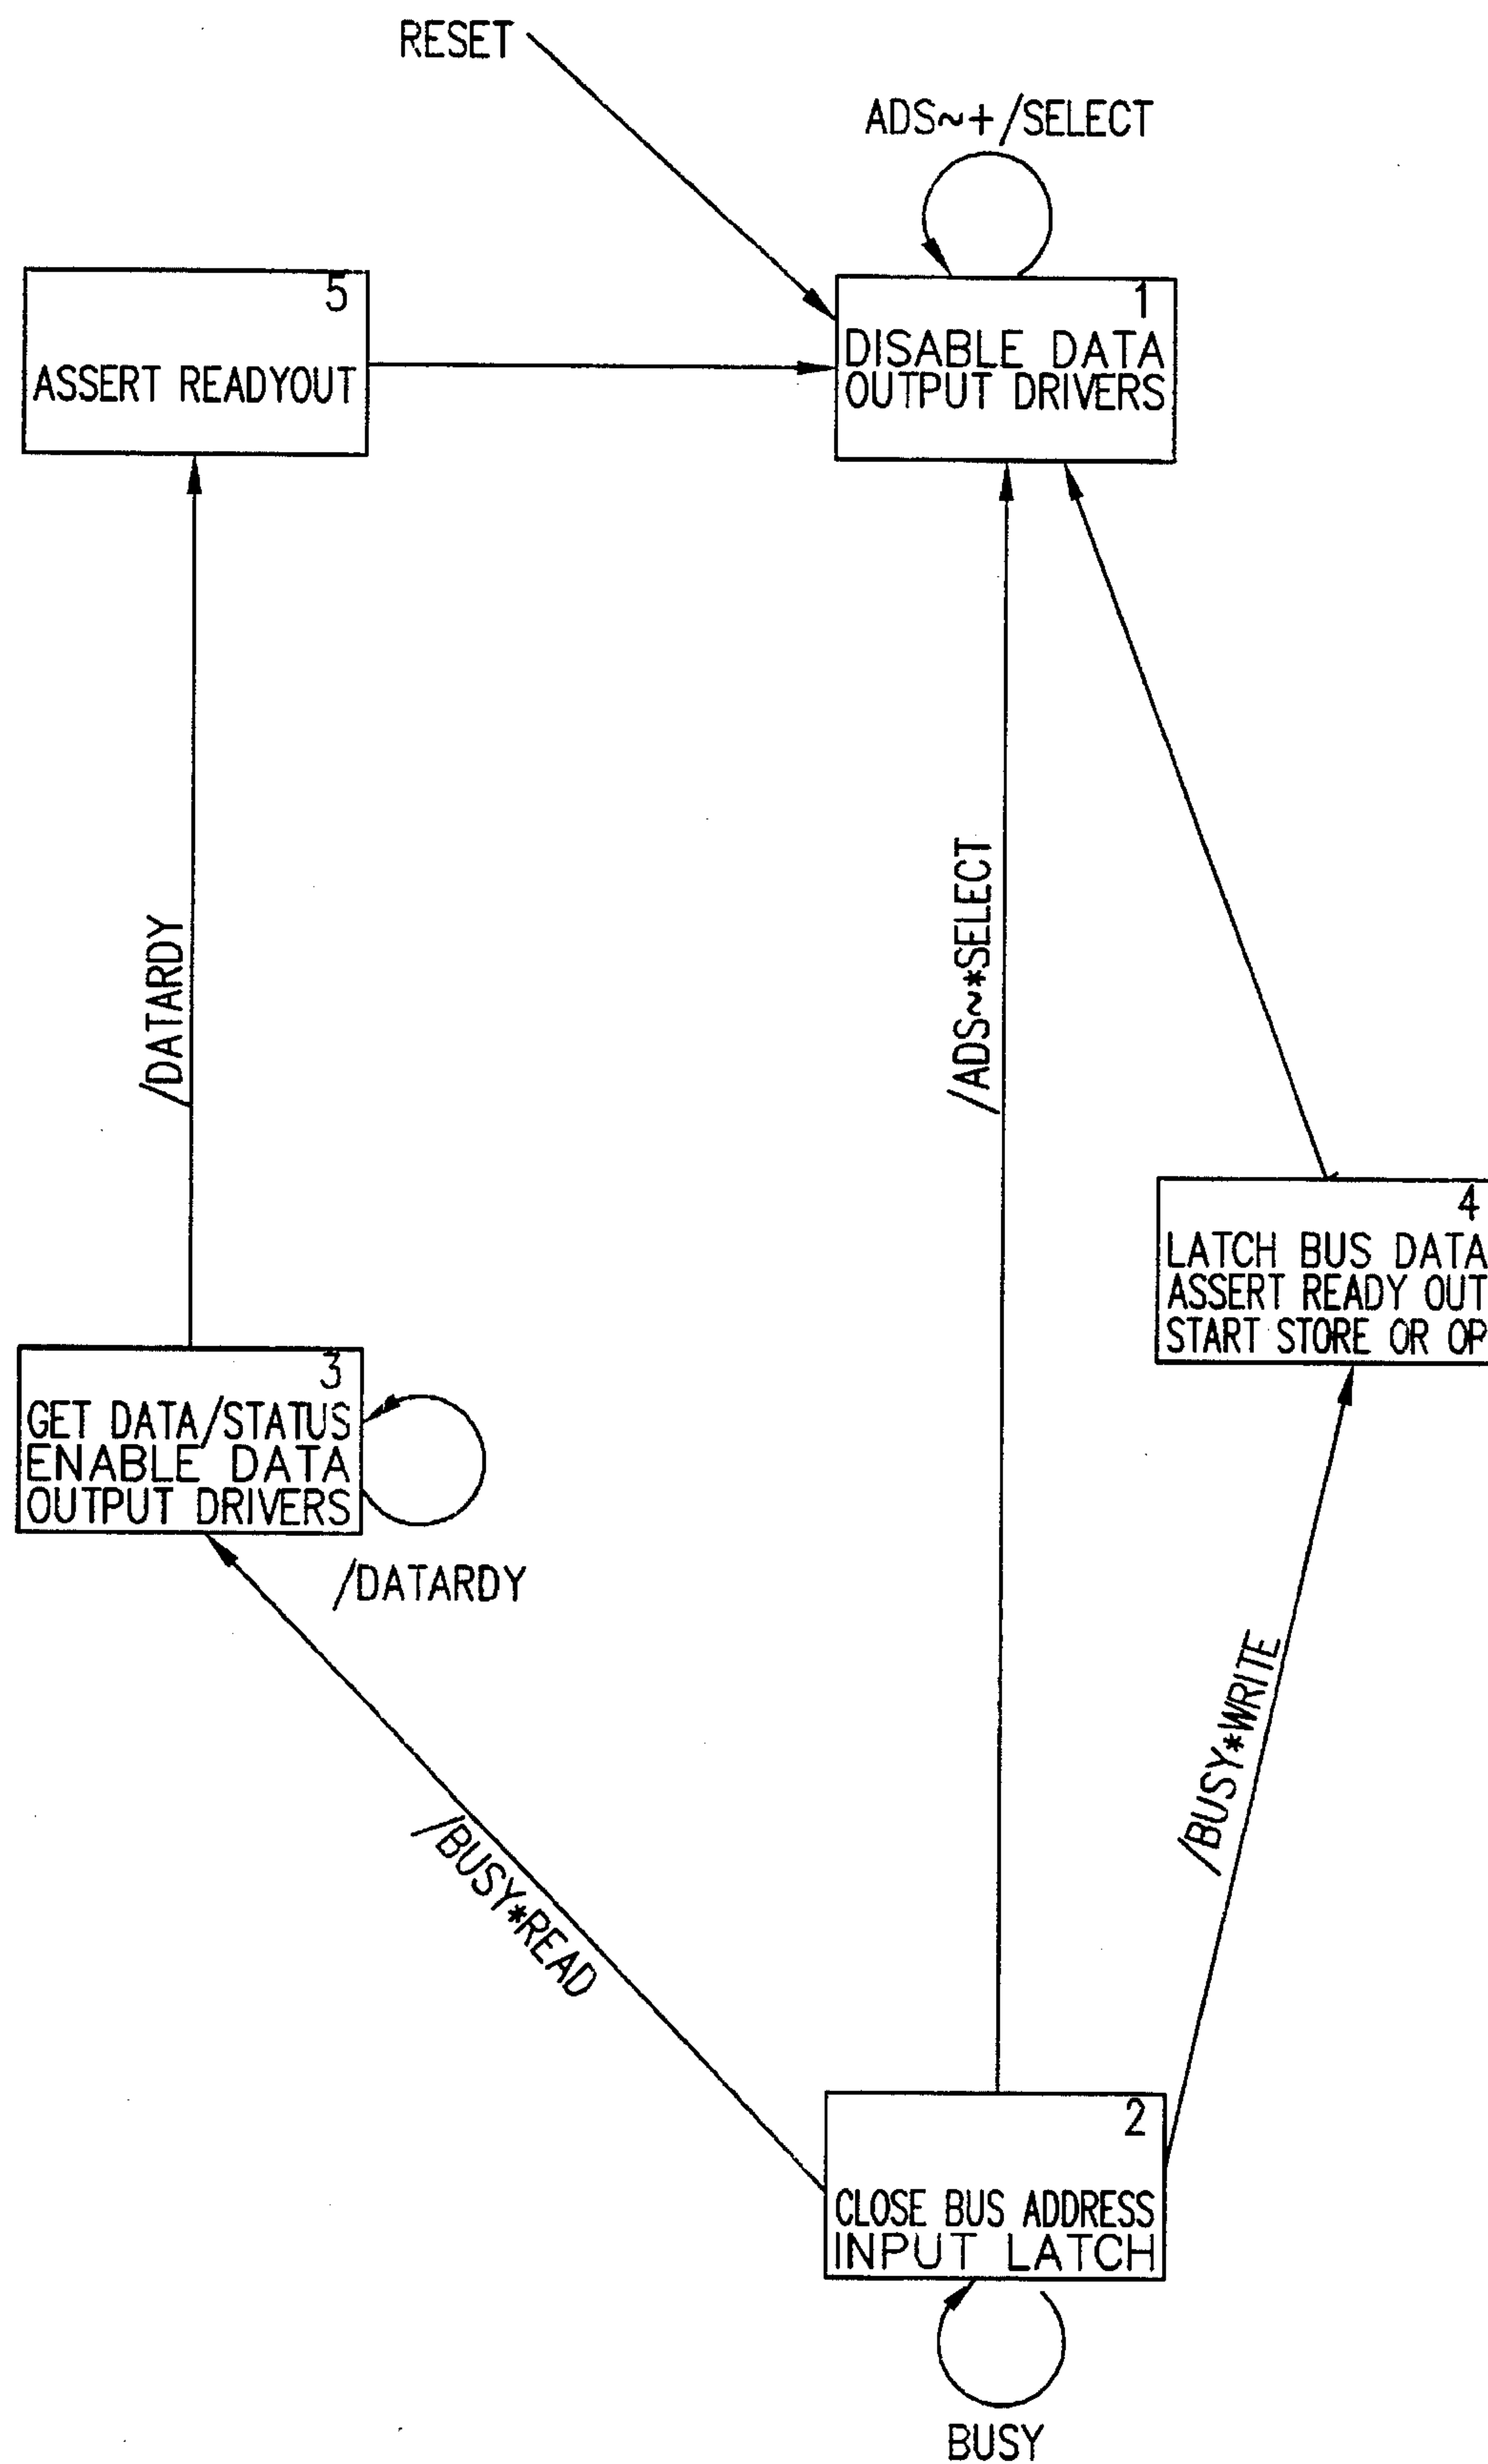 RESET
ADS~+/SELECT
5
ASSERT READYOUT
1
DISABLE DATA
OUTPUT DRIVERS
/DATARDY
/ADS~*SELECT
4
LATCH BUS DATA
ASSERT READY OUT
START STORE OR OP
3
GET DATA/STATUS
ENABLE DATA
OUTPUT DRIVERS
/DATARDY
/BUSY*READ
/BUSY*WRITE
2
CLOSE BUS ADDRESS
INPUT LATCH
BUSY